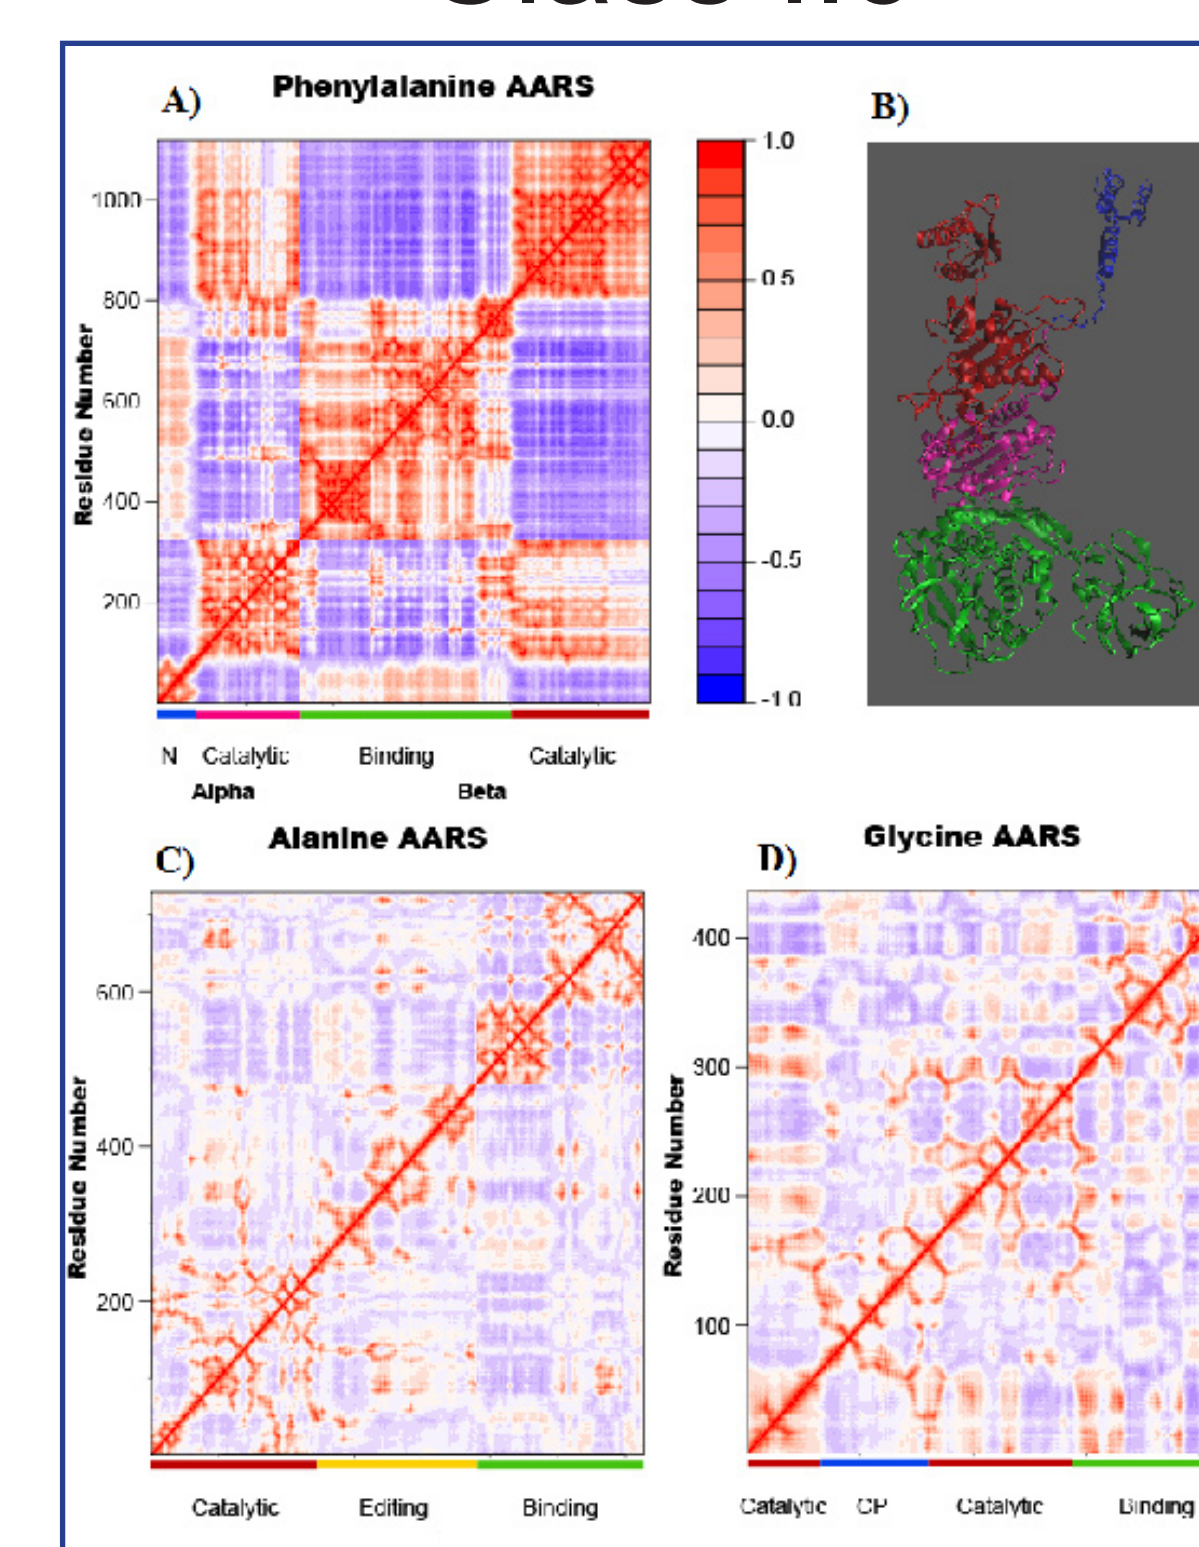 A)
Phenylalanine AARS
B)
1.0
0.5
0.0
-0.5
-1.0
1000
800
600
400
200
Residue Number
N Catalytic Binding Catalytic
Alpha Beta
C)
Alanine AARS
D)
Glycine AARS
600
400
200
Residue Number
400
300
200
100
Residue Number
Catalytic Editing Binding
Catalytic CP Catalytic Binding